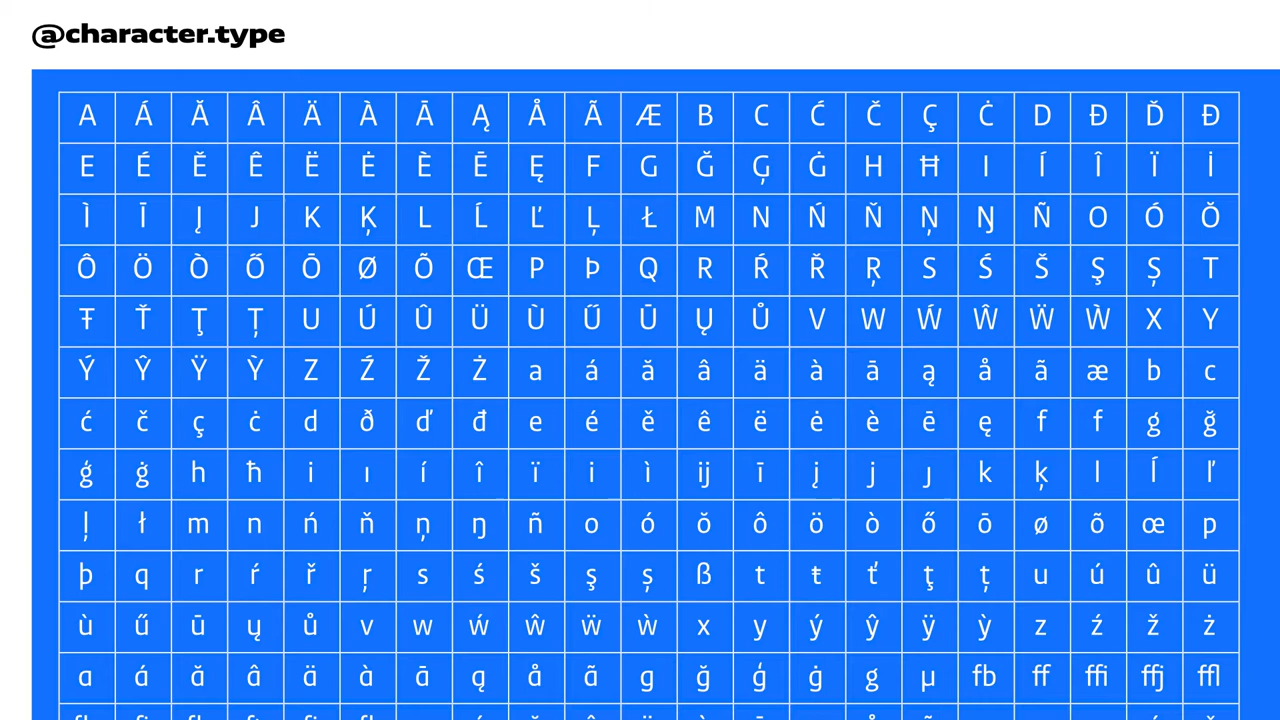 @character.type
A Á Ă Â Ä À Ā Ą Å Ã Æ B C Ć Č Ç Ċ D Ð Ď Đ
E É Ě Ê Ë Ė È Ē Ę F G Ğ Ģ Ġ H Ħ I Í Î Ï İ
Ì Ī Į J K Ķ L Ĺ Ľ Ļ Ł M N Ń Ň Ņ Ŋ Ñ O Ó Ŏ
Ô Ö Ò Ő Ō Ø Õ Œ P Þ Q R Ŕ Ř Ŗ S Ś Š Ş Ș T
Ŧ Ť Ţ Ț U Ú Û Ü Ù Ű Ū Ų Ů V W Ẃ Ŵ Ẅ Ẁ X Y
Ý Ŷ Ÿ Ỳ Z Ź Ž Ż a á ă â ä à ā ą å ã æ b c
ć č ç ċ d ð ď đ e é ě ê ë ė è ē ę f f g ğ
ģ ġ h ħ i ı í î ï i ì ij ī į j ȷ k ķ l ĺ ľ
ļ ł m n ń ň ņ ŋ ñ o ó ŏ ô ö ò ő ō ø õ œ p
þ q r ŕ ř ŗ s ś š ş ș ß t ŧ ť ţ ț u ú û ü
ù ű ū ų ů v w ẃ ŵ ẅ ẁ x y ý ŷ ÿ ỳ z ź ž ż
a á ă â ä à ā ą å ã g ğ ģ ġ g µ fb ff ffi ffj ffl